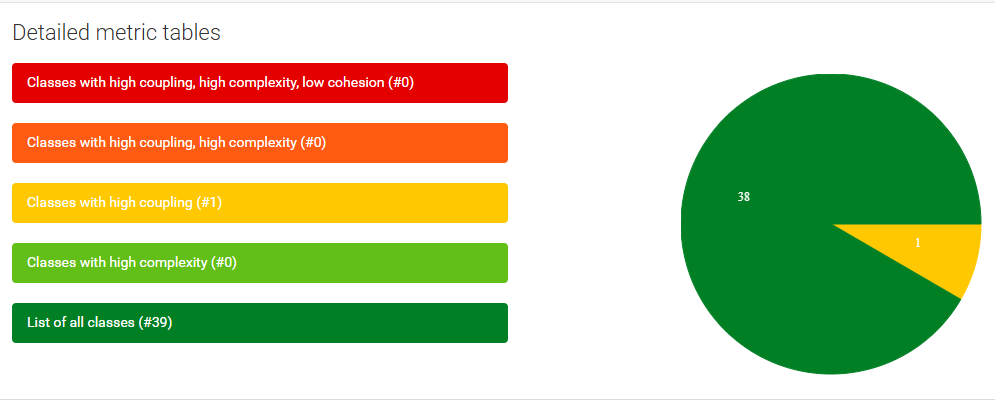 Detailed metric tables
Classes with high coupling, high complexity, low cohesion (#0)
Classes with high coupling, high complexity (#0)
Classes with high coupling (#1)
Classes with high complexity (#0)
List of all classes (#39)
38
1